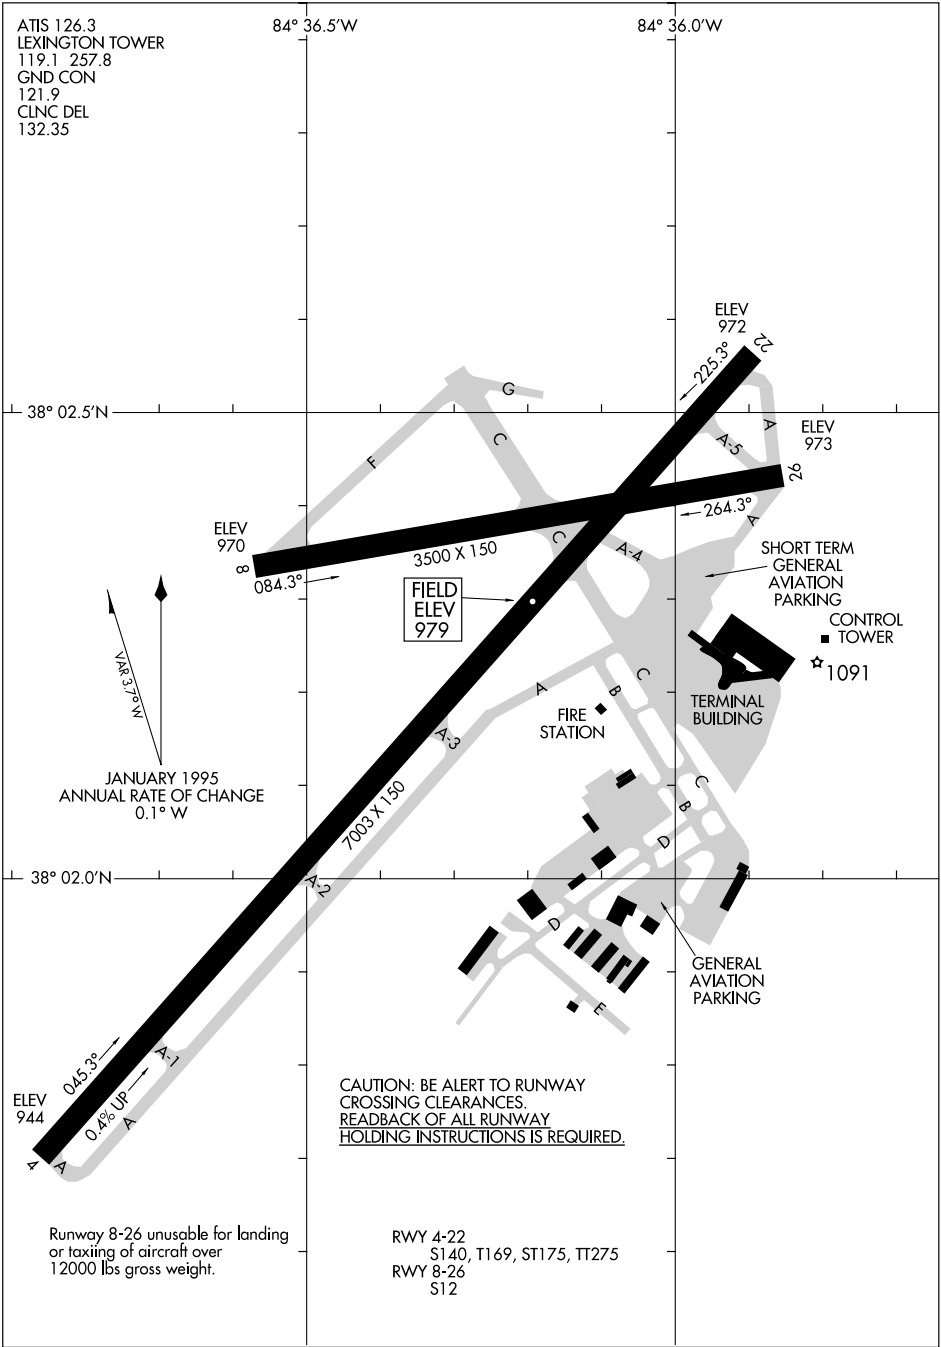 ATIS 126.3
LEXINGTON TOWER
119.1 257.8
GND CON
121.9
CLNC DEL
132.35
84° 36.5'W
84° 36.0'W
ELEV
972
22
225.3°
38° 02.5'N
G
C
F
A
A-5
ELEV
973
26
264.3°
A
ELEV
970
8
084.3°
3500 X 150
C
A-4
FIELD
ELEV
979
SHORT TERM
GENERAL
AVIATION
PARKING
CONTROL
TOWER
1091
VAR 3.7° W
JANUARY 1995
ANNUAL RATE OF CHANGE
0.1° W
A
B
C
TERMINAL
BUILDING
FIRE
STATION
A-3
7003 X 150
C
B
D
38° 02.0'N
A-2
D
E
GENERAL
AVIATION
PARKING
A-1
045.3°
0.4% UP
A
ELEV
944
4
A
CAUTION: BE ALERT TO RUNWAY
CROSSING CLEARANCES.
READBACK OF ALL RUNWAY
HOLDING INSTRUCTIONS IS REQUIRED.
Runway 8-26 unusable for landing
or taxiing of aircraft over
12000 lbs gross weight.
RWY 4-22
S140, T169, ST175, TT275
RWY 8-26
S12